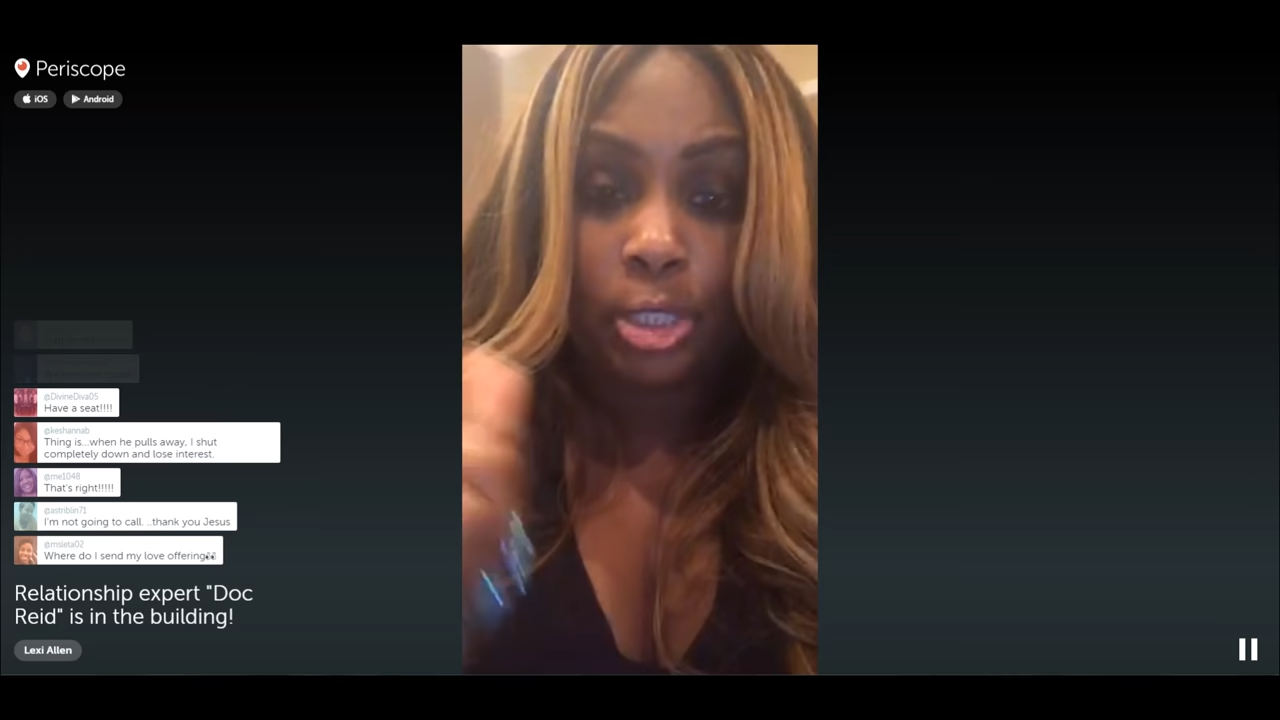 Periscope
iOS
Android
@DivineDiva05
Have a seat!!!!
@keshannab
Thing is...when he pulls away, I shut
completely down and lose interest.
@me1048
That's right!!!!!
@astriblin71
I'm not going to call. ..thank you Jesus
@msleta02
Where do I send my love offering👀
Relationship expert "Doc
Reid" is in the building!
Lexi Allen